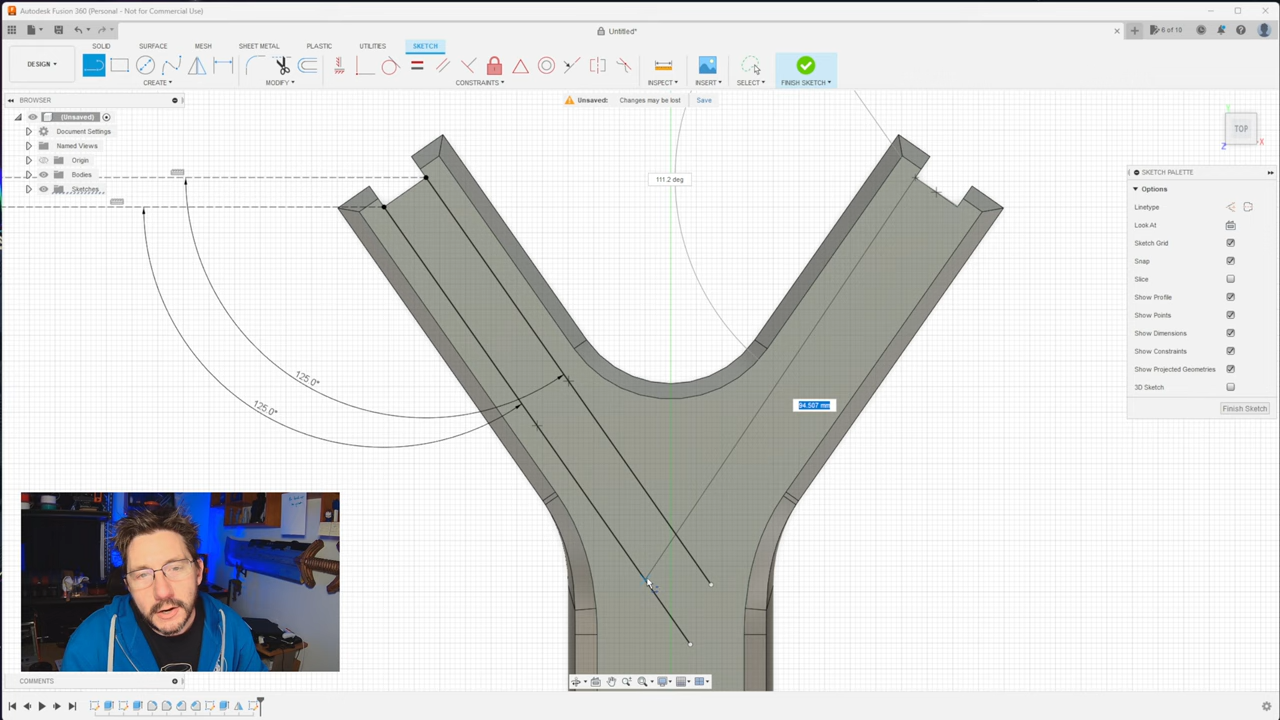 Autodesk Fusion 360 (Personal - Not for Commercial Use)
Untitled*
6 of 10
DESIGN
SOLID SURFACE MESH SHEET METAL PLASTIC UTILITIES SKETCH
CREATE MODIFY CONSTRAINTS INSPECT INSERT SELECT FINISH SKETCH
BROWSER
Unsaved: Changes may be lost Save
(Unsaved)
Document Settings
Named Views
Origin
Bodies
Sketches
TOP
Y
X
Z
111.2 deg
125.0°
125.0°
94.507 mm
SKETCH PALETTE
Options
Linetype
Look At
Sketch Grid
Snap
Slice
Show Profile
Show Points
Show Dimensions
Show Constraints
Show Projected Geometries
3D Sketch
Finish Sketch
COMMENTS